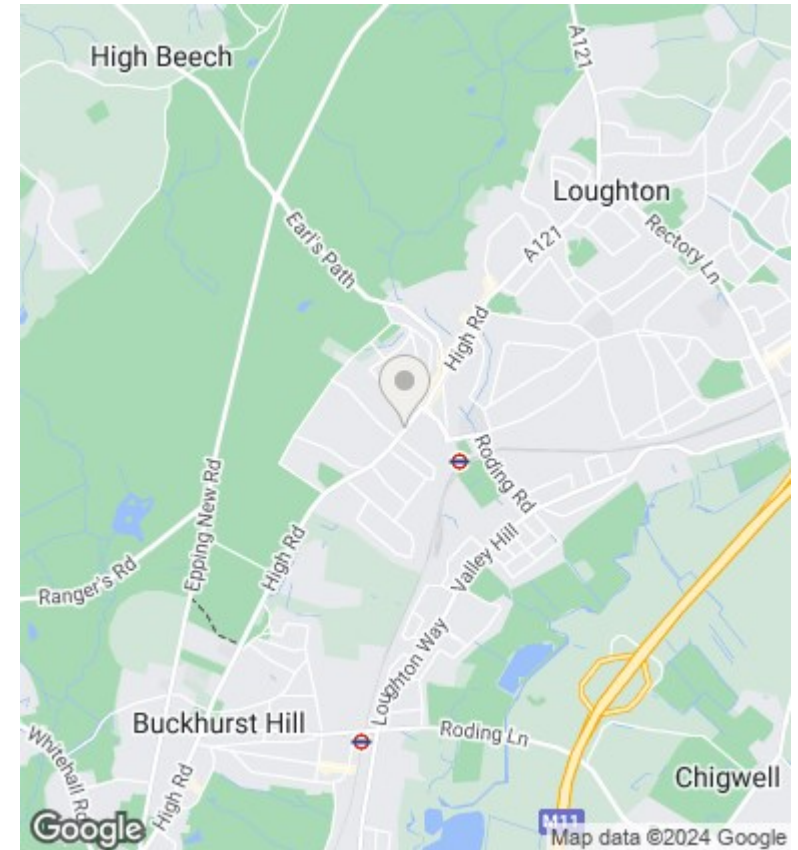 High Beech
A121
Loughton
Rectory Ln
A121
Earl's Path
High Rd
Roding Rd
Epping New Rd
Valley Hill
High Rd
Ranger's Rd
Loughton Way
Buckhurst Hill
Roding Ln
Whitehall Rd
High Rd
Chigwell
M11
Google
Map data ©2024 Google